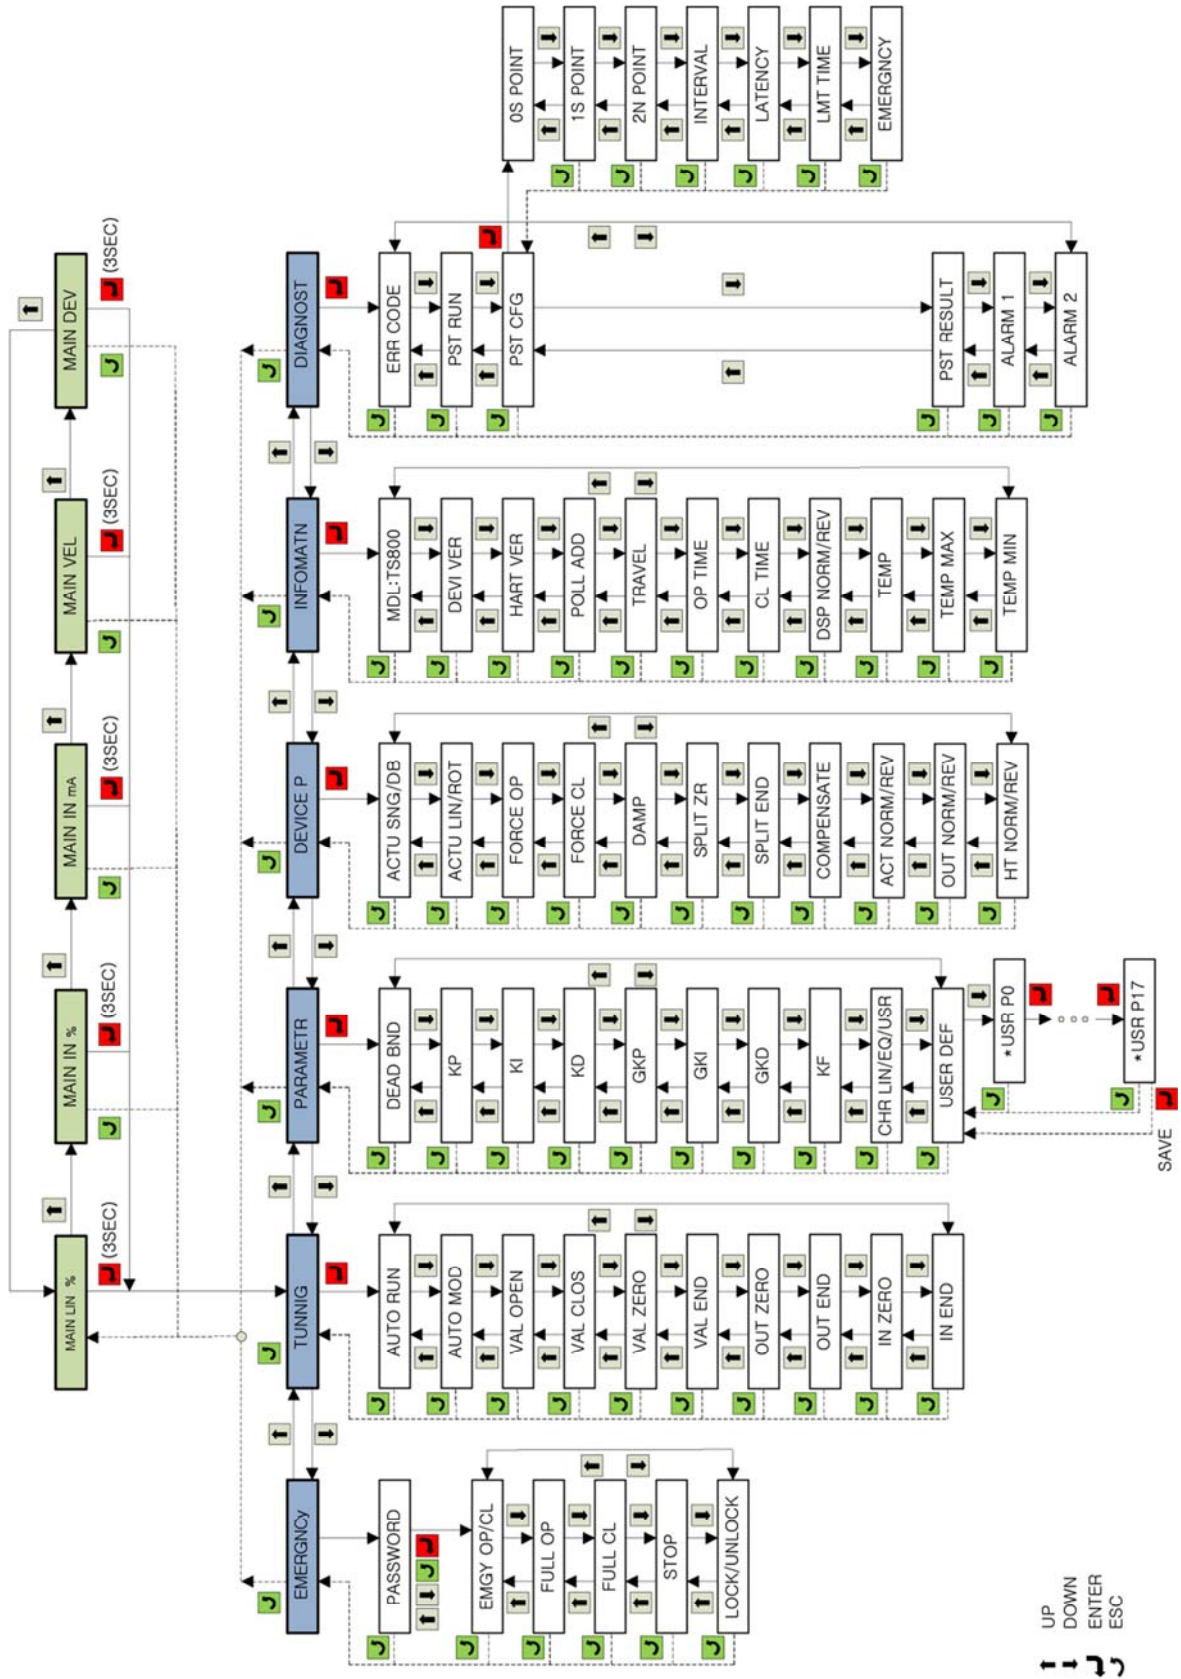 MAIN LIN %
MAIN IN %
MAIN IN mA
MAIN VEL
MAIN DEV
(3SEC)
(3SEC)
(3SEC)
(3SEC)
(3SEC)
EMERGNCy
TUNNIG
PARAMETR
DEVICE P
INFOMATN
DIAGNOST
PASSWORD
EMGY OP/CL
FULL OP
FULL CL
STOP
LOCK/UNLOCK
AUTO RUN
AUTO MOD
VAL OPEN
VAL CLOS
VAL ZERO
VAL END
OUT ZERO
OUT END
IN ZERO
IN END
DEAD BND
KP
KI
KD
GKP
GKI
GKD
KF
CHR LIN/EQ/USR
USER DEF
*USR P0
*USR P17
SAVE
ACTU SNG/DB
ACTU LIN/ROT
FORCE OP
FORCE CL
DAMP
SPLIT ZR
SPLIT END
COMPENSATE
ACT NORM/REV
OUT NORM/REV
HT NORM/REV
MDL:TS800
DEVI VER
HART VER
POLL ADD
TRAVEL
OP TIME
CL TIME
DSP NORM/REV
TEMP
TEMP MAX
TEMP MIN
ERR CODE
PST RUN
PST CFG
PST RESULT
ALARM 1
ALARM 2
0S POINT
1S POINT
2N POINT
INTERVAL
LATENCY
LMT TIME
EMERGNCY
UP
DOWN
ENTER
ESC